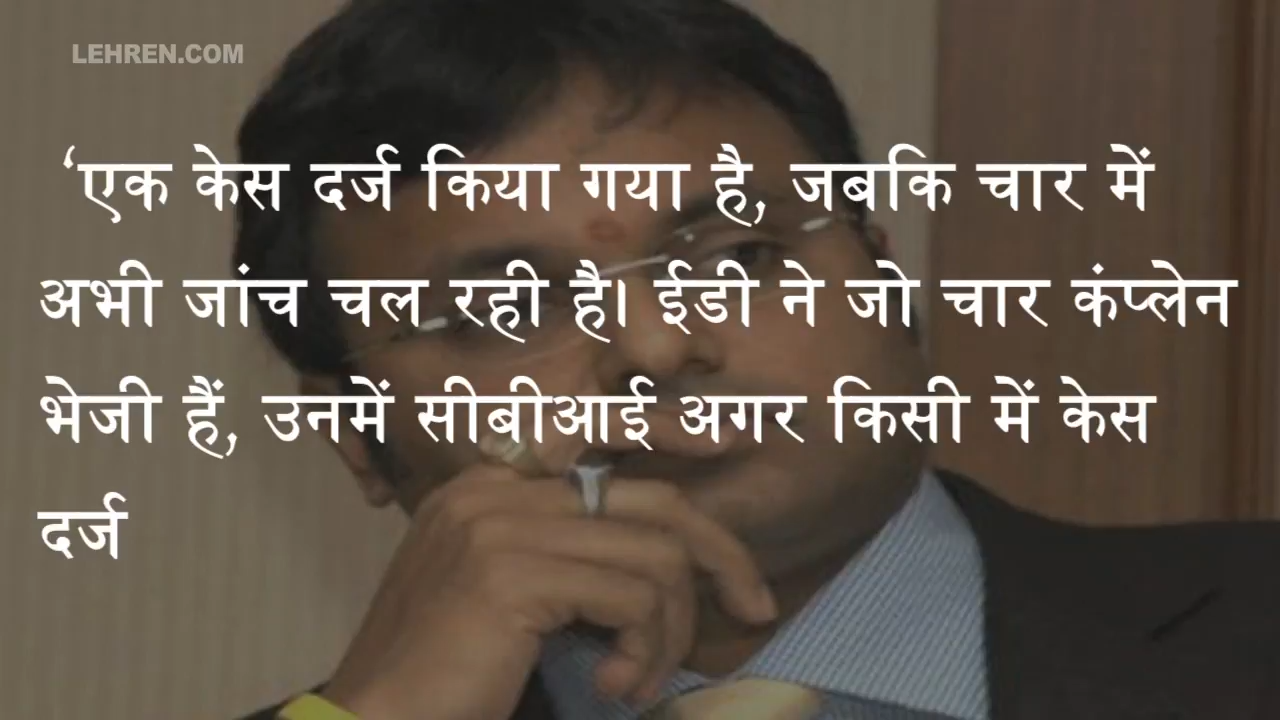 LEHREN.COM
‘एक केस दर्ज किया गया है, जबकि चार में
अभी जांच चल रही है। ईडी ने जो चार कंप्लेन
भेजी हैं, उनमें सीबीआई अगर किसी में केस
दर्ज